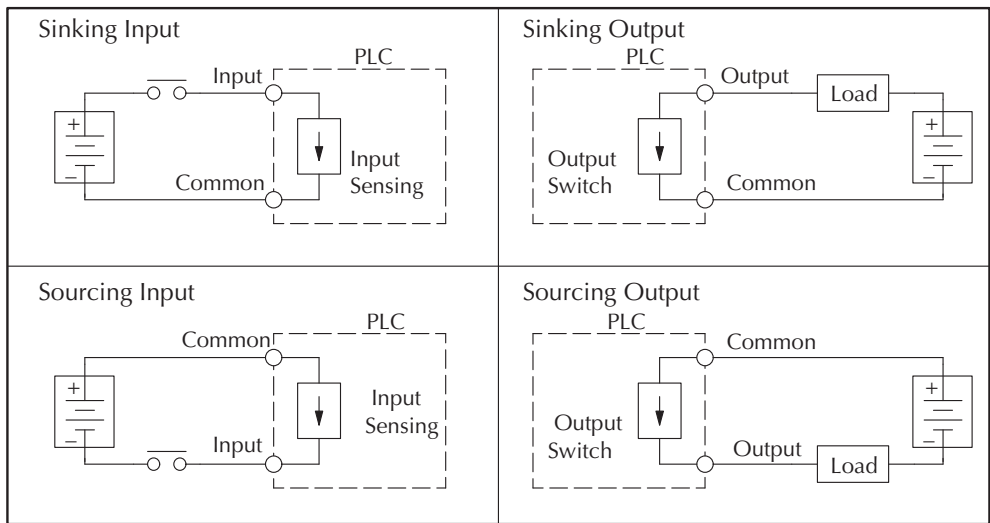 Sinking Input
PLC
Input
+
−
Input
Sensing
Common
Sinking Output
PLC
Output
Load
+
−
Output
Switch
Common
Sourcing Input
PLC
Common
+
−
Input
Sensing
Input
Sourcing Output
PLC
Common
+
−
Output
Switch
Output
Load